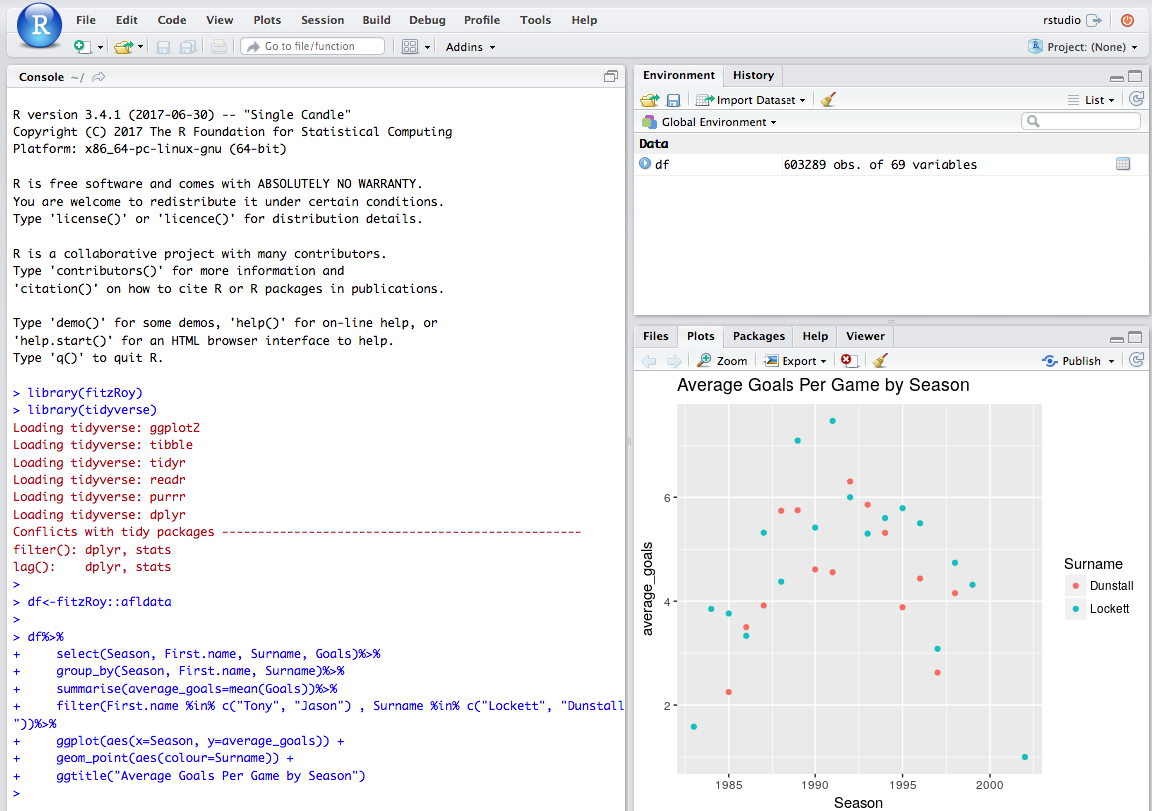 File Edit Code View Plots Session Build Debug Profile Tools Help
rstudio
R
Go to file/function
Addins
Project: (None)
Console ~/
R version 3.4.1 (2017-06-30) -- "Single Candle"
Copyright (C) 2017 The R Foundation for Statistical Computing
Platform: x86_64-pc-linux-gnu (64-bit)
R is free software and comes with ABSOLUTELY NO WARRANTY.
You are welcome to redistribute it under certain conditions.
Type 'license()' or 'licence()' for distribution details.
R is a collaborative project with many contributors.
Type 'contributors()' for more information and
'citation()' on how to cite R or R packages in publications.
Type 'demo()' for some demos, 'help()' for on-line help, or
'help.start()' for an HTML browser interface to help.
Type 'q()' to quit R.
> library(fitzRoy)
> library(tidyverse)
Loading tidyverse: ggplot2
Loading tidyverse: tibble
Loading tidyverse: tidyr
Loading tidyverse: readr
Loading tidyverse: purrr
Loading tidyverse: dplyr
Conflicts with tidy packages --------------------------------------------------
filter(): dplyr, stats
lag():    dplyr, stats
>
> df<-fitzRoy::afldata
>
> df%>%
+     select(Season, First.name, Surname, Goals)%>%
+     group_by(Season, First.name, Surname)%>%
+     summarise(average_goals=mean(Goals))%>%
+     filter(First.name %in% c("Tony", "Jason") , Surname %in% c("Lockett", "Dunstall
"))%>%
+     ggplot(aes(x=Season, y=average_goals)) +
+     geom_point(aes(colour=Surname)) +
+     ggtitle("Average Goals Per Game by Season")
>
Environment History
Import Dataset
List
Global Environment
Data
df 603289 obs. of 69 variables
Files Plots Packages Help Viewer
Zoom Export Publish
Average Goals Per Game by Season
6
4
2
average_goals
1985 1990 1995 2000
Season
Surname
Dunstall
Lockett